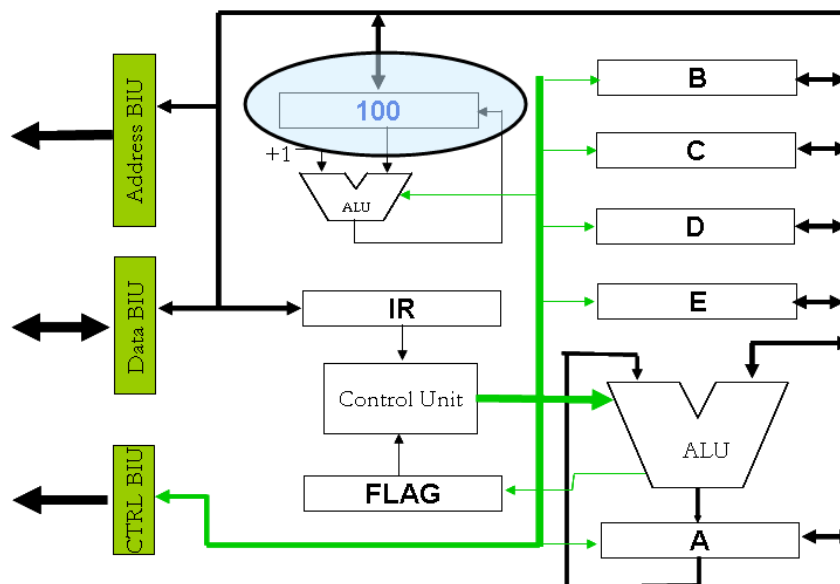 Address BIU
100
+1
ALU
B
C
D
E
Data BIU
IR
Control Unit
ALU
FLAG
CTRL BIU
A